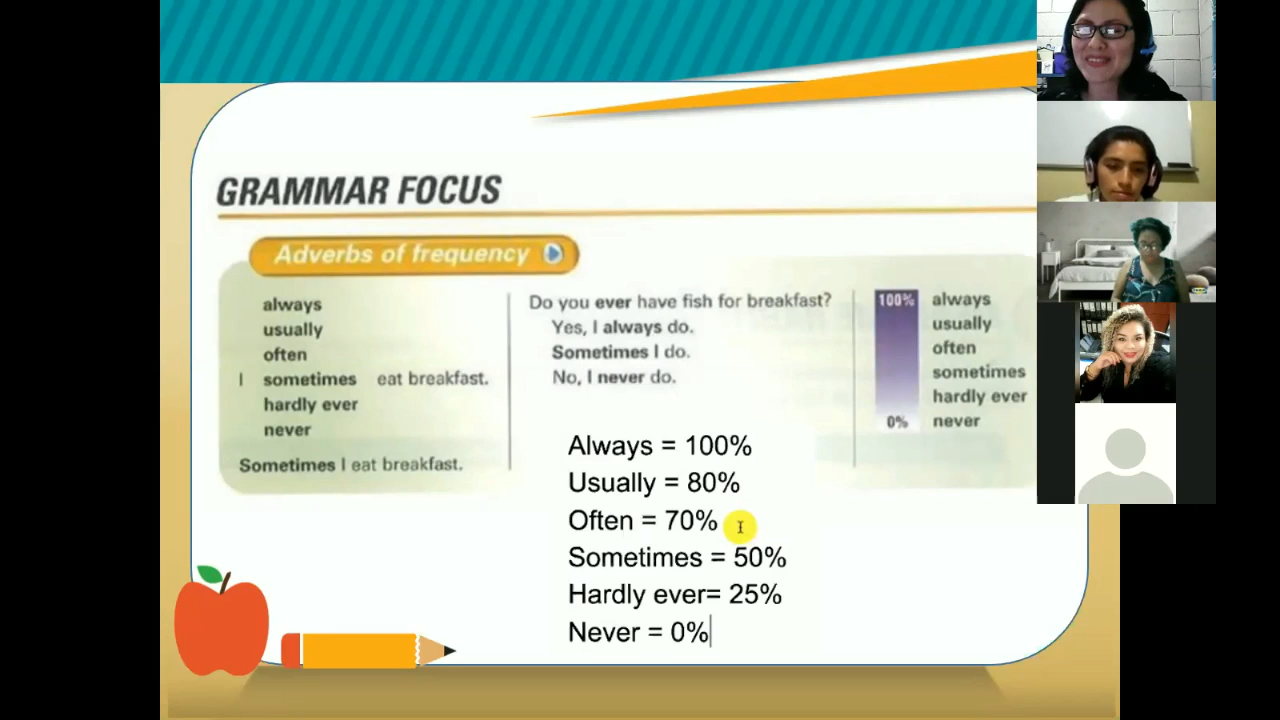 GRAMMAR FOCUS
Adverbs of frequency
always
usually
often
I sometimes eat breakfast.
hardly ever
never
Sometimes I eat breakfast.
Do you ever have fish for breakfast?
Yes, I always do.
Sometimes I do.
No, I never do.
100% always
usually
often
sometimes
hardly ever
0% never
Always = 100%
Usually = 80%
Often = 70%
Sometimes = 50%
Hardly ever= 25%
Never = 0%